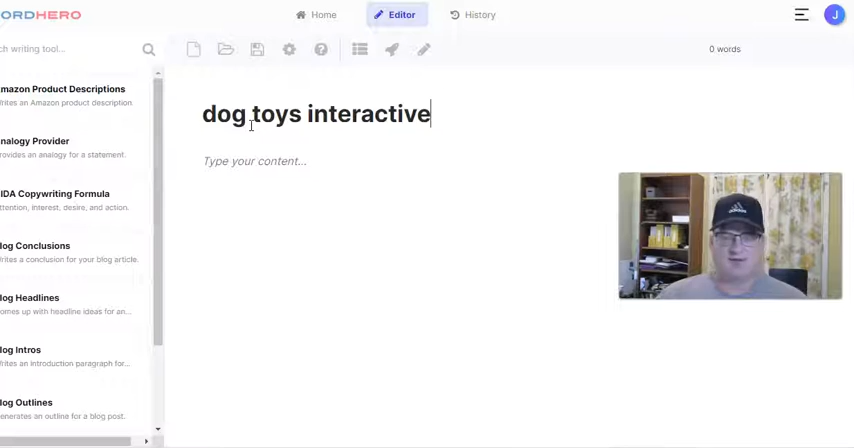 ORDHERO
Home
Editor
History
J
ch writing tool...
0 words
mazon Product Descriptions
rites an Amazon product description
nalogy Provider
rovides an analogy for a statement.
IDA Copywriting Formula
ttention, interest, desire, and action.
log Conclusions
Writes a conclusion for your blog article.
log Headlines
omes up with headline ideas for an...
log Intros
Writes an introduction paragraph for...
log Outlines
enerates an outline for a blog post.
dog toys interactive
Type your content...